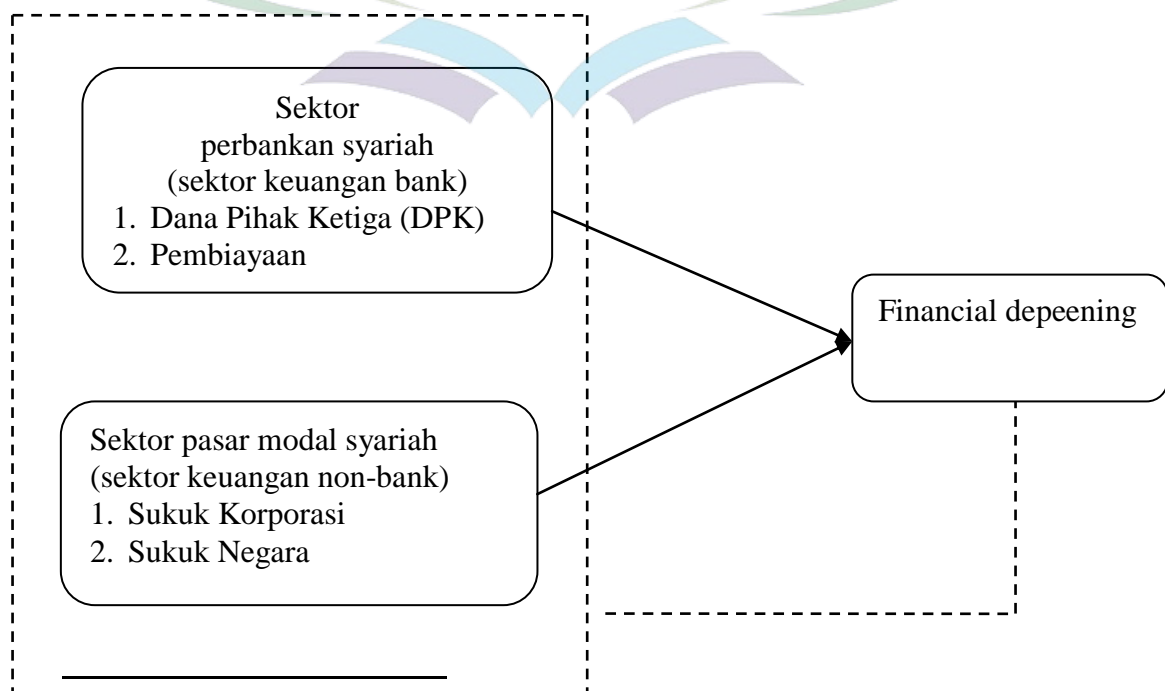 Sektor
perbankan syariah
(sektor keuangan bank)
1. Dana Pihak Ketiga (DPK)
2. Pembiayaan
Financial depeening
Sektor pasar modal syariah
(sektor keuangan non-bank)
1. Sukuk Korporasi
2. Sukuk Negara